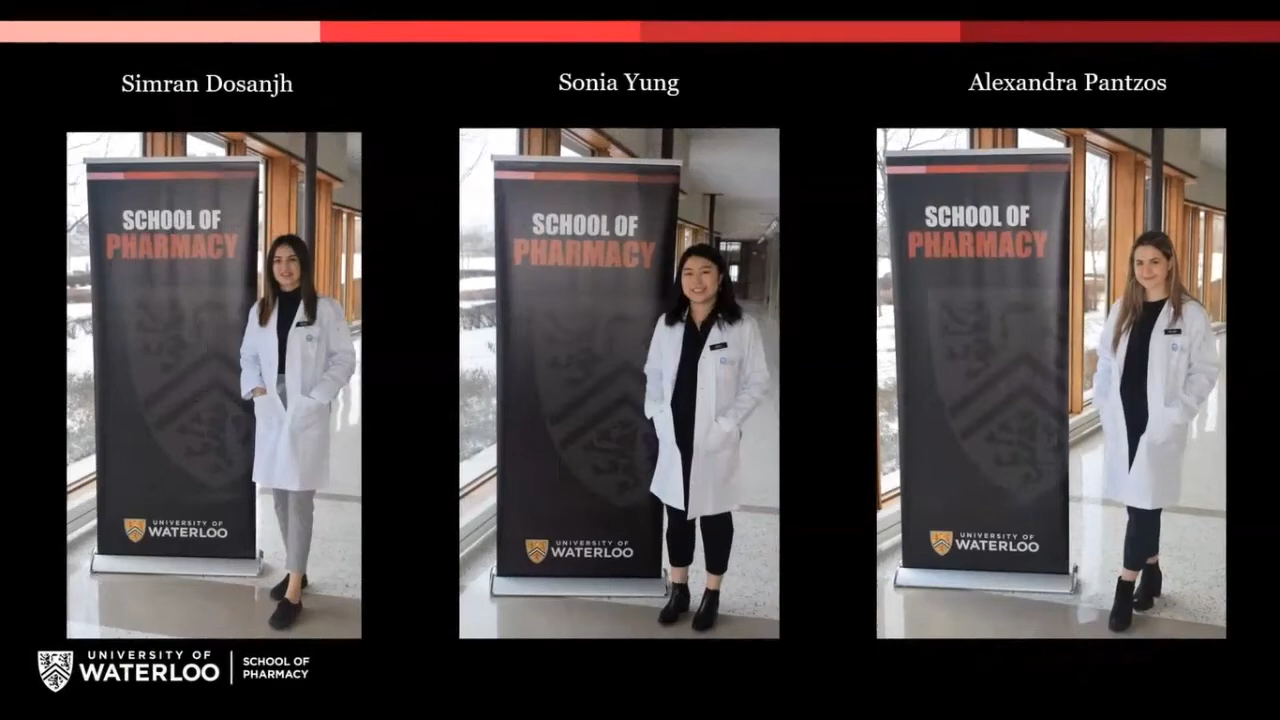 Simran Dosanjh
Sonia Yung
Alexandra Pantzos
SCHOOL OF
PHARMACY
UNIVERSITY OF
WATERLOO
SCHOOL OF
PHARMACY
UNIVERSITY OF
WATERLOO
SCHOOL OF
PHARMACY
UNIVERSITY OF
WATERLOO
UNIVERSITY OF
WATERLOO
SCHOOL OF
PHARMACY